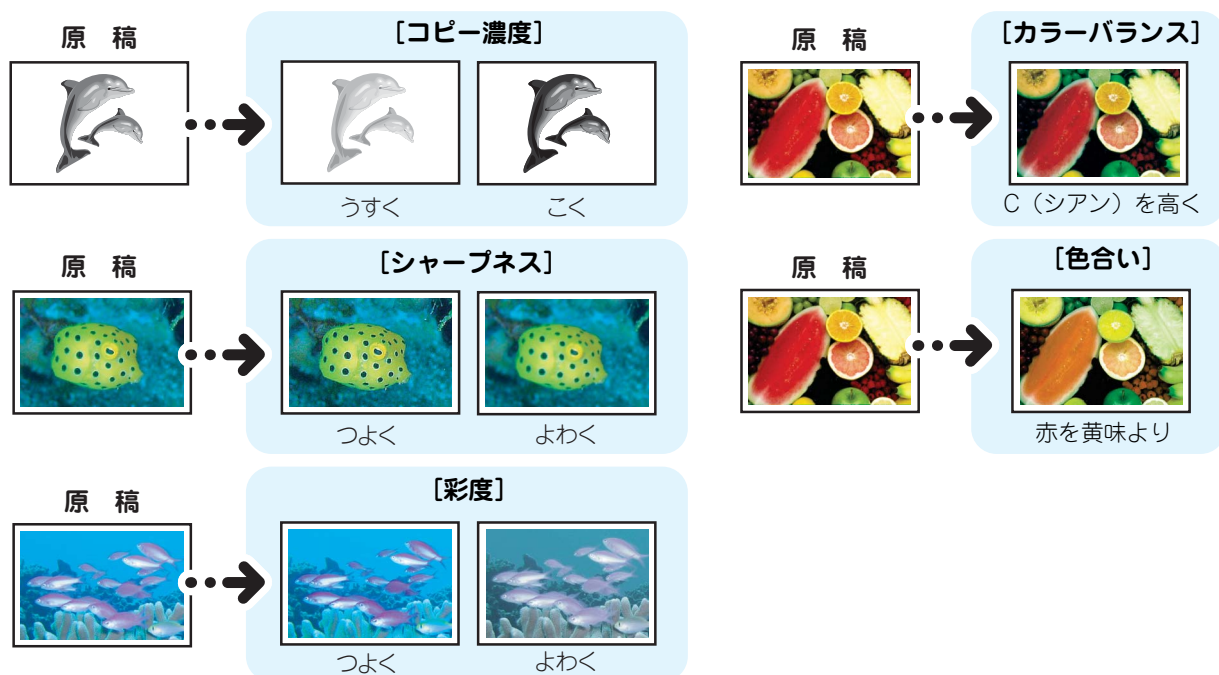 原　稿
[コピー濃度]
うすく
こく
原　稿
[カラーバランス]
C（シアン）を高く
原　稿
[シャープネス]
つよく
よわく
原　稿
[色合い]
赤を黄味より
原　稿
[彩度]
つよく
よわく